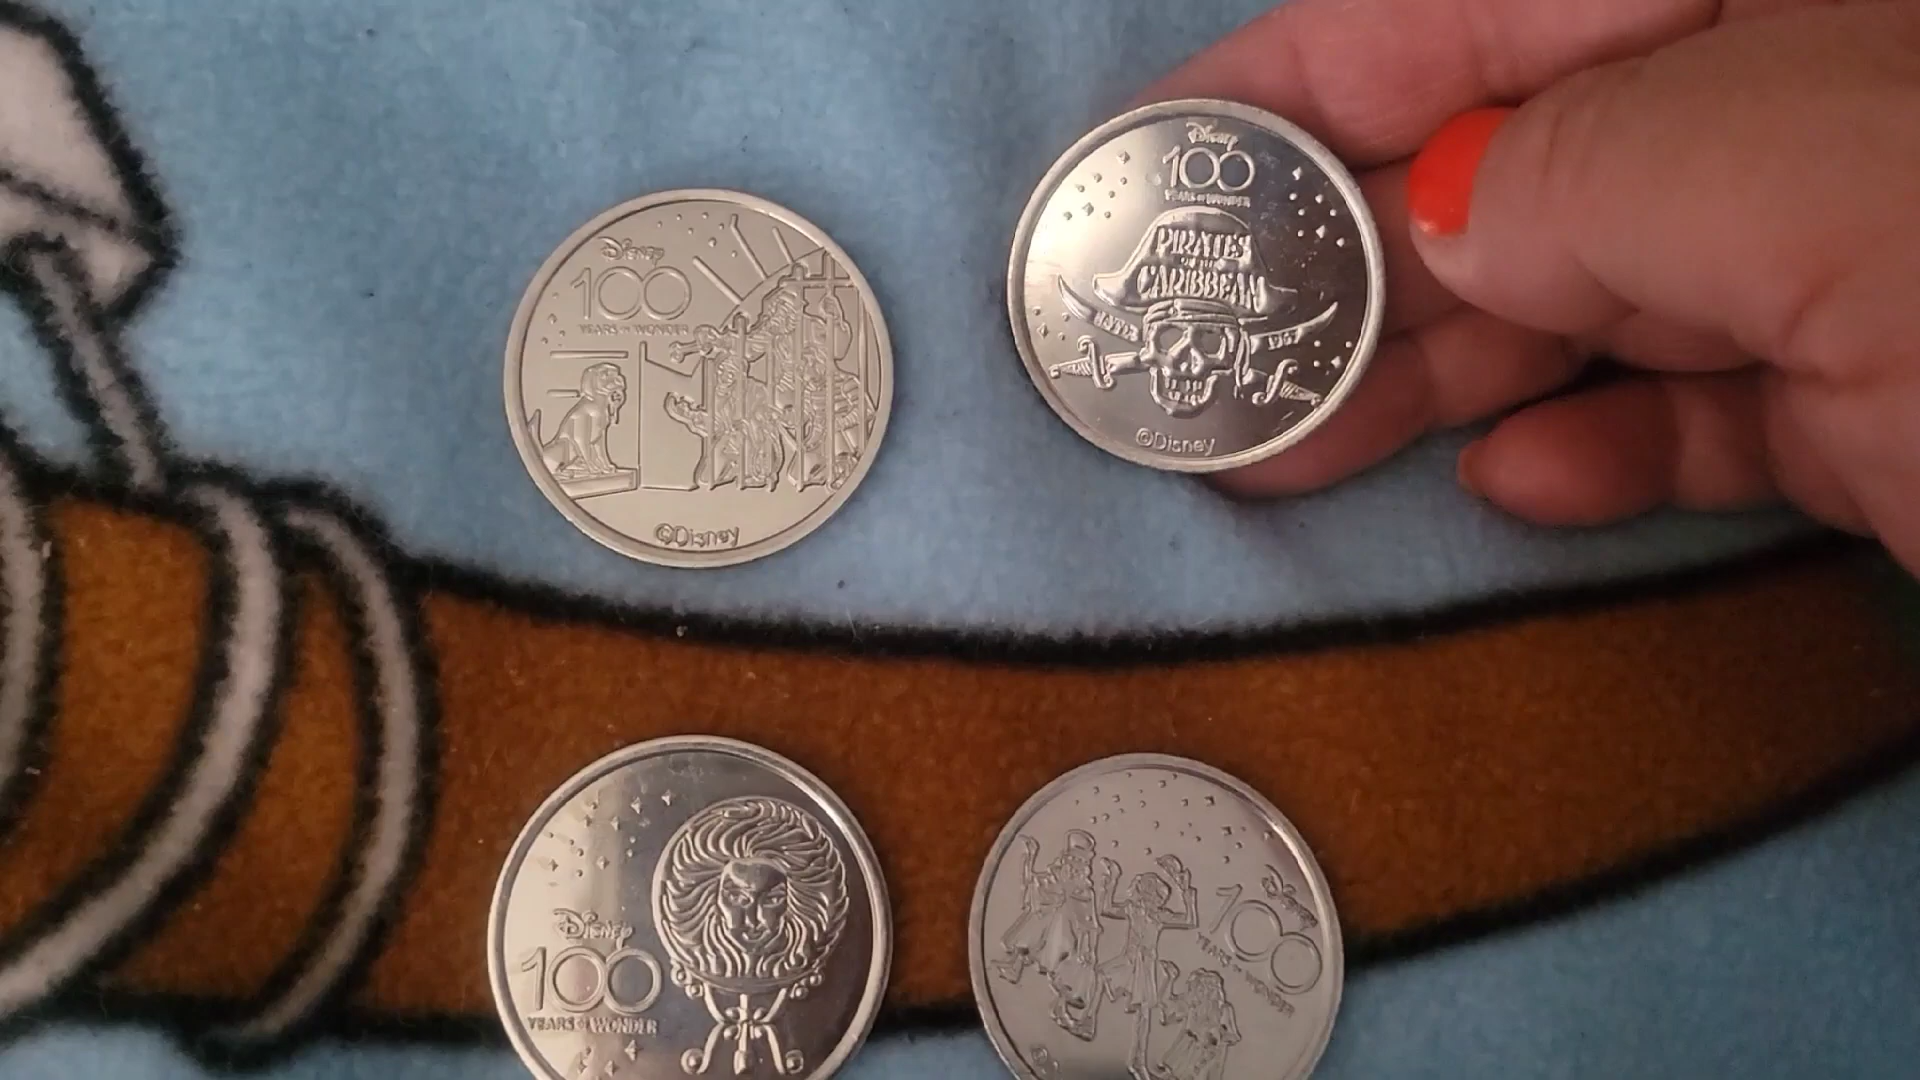 Disney
100
YEARS OF WONDER
©Disney
Disney
100
YEARS OF WONDER
PIRATES
OF THE
CARIBBEAN
1967
©Disney
Disney
100
YEARS OF WONDER
Disney
100
YEARS OF WONDER